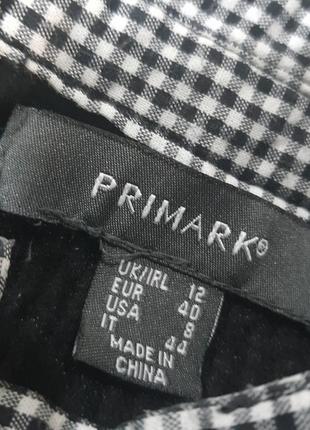 PRIMARK®
UK/IRL 12
EUR 40
USA 8
IT 44
MADE IN
CHINA